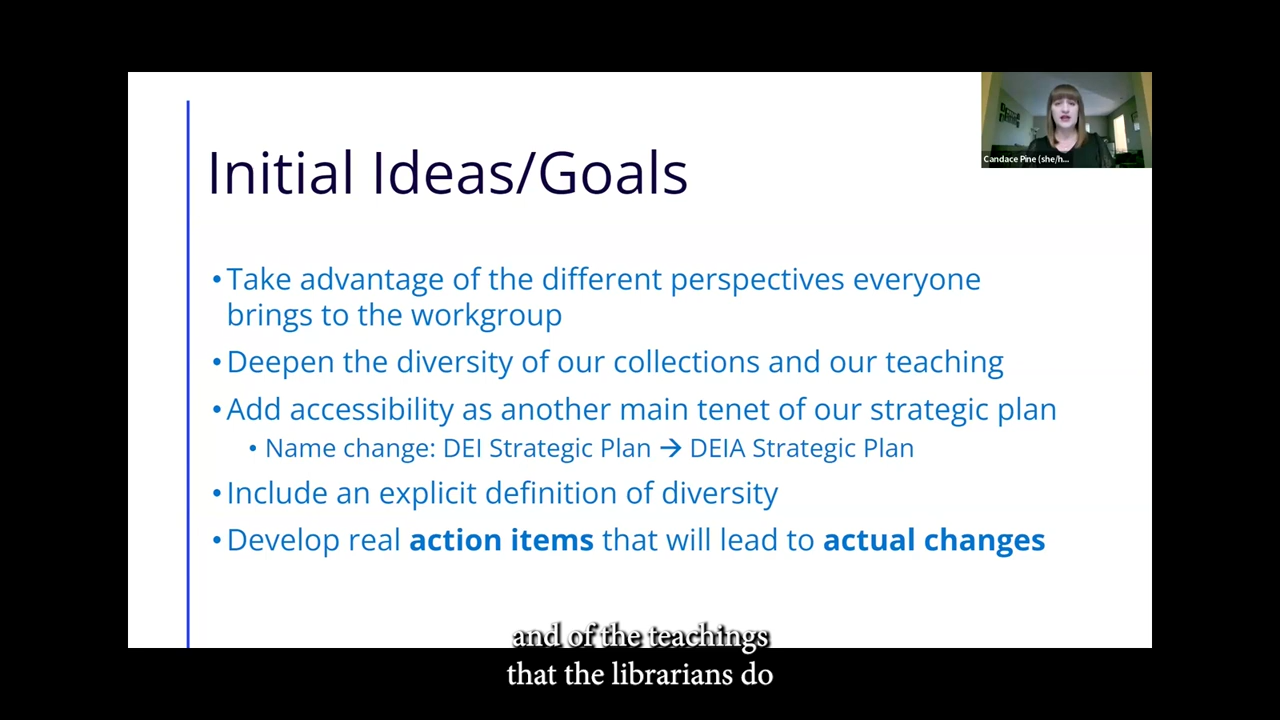 Candace Pine (she/h...
Initial Ideas/Goals
• Take advantage of the different perspectives everyone
brings to the workgroup
• Deepen the diversity of our collections and our teaching
• Add accessibility as another main tenet of our strategic plan
• Name change: DEI Strategic Plan → DEIA Strategic Plan
• Include an explicit definition of diversity
• Develop real action items that will lead to actual changes
and of the teachings
that the librarians do